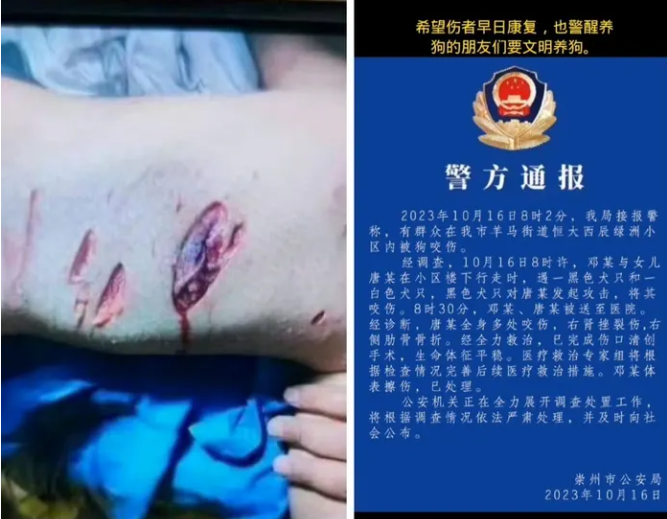 希望伤者早日康复，也警醒养
狗的朋友们要文明养狗。
警方通报
2023年10月16日8时2分，我局接报警
称，有群众在我市羊马街道恒大西辰绿洲小
区内被狗咬伤。
经调查，10月16日8时许，邓某与女儿
唐某在小区楼下行走时，遇一黑色犬只和一
白色犬只，黑色犬只对唐某发起攻击，将其
咬伤。8时30分，邓某、唐某被送至医院。
经诊断，唐某全身多处咬伤，右肾挫裂伤，右
侧肋骨骨折。经全力救治，已完成伤口清创
手术，生命体征平稳。医疗救治专家组将根
据检查情况完善后续医疗救治措施。邓某体
表擦伤，已处理。
公安机关正在全力展开调查处置工作，
将根据调查情况依法严肃处理，并及时向社
会公布。
崇州市公安局
2023年10月16日